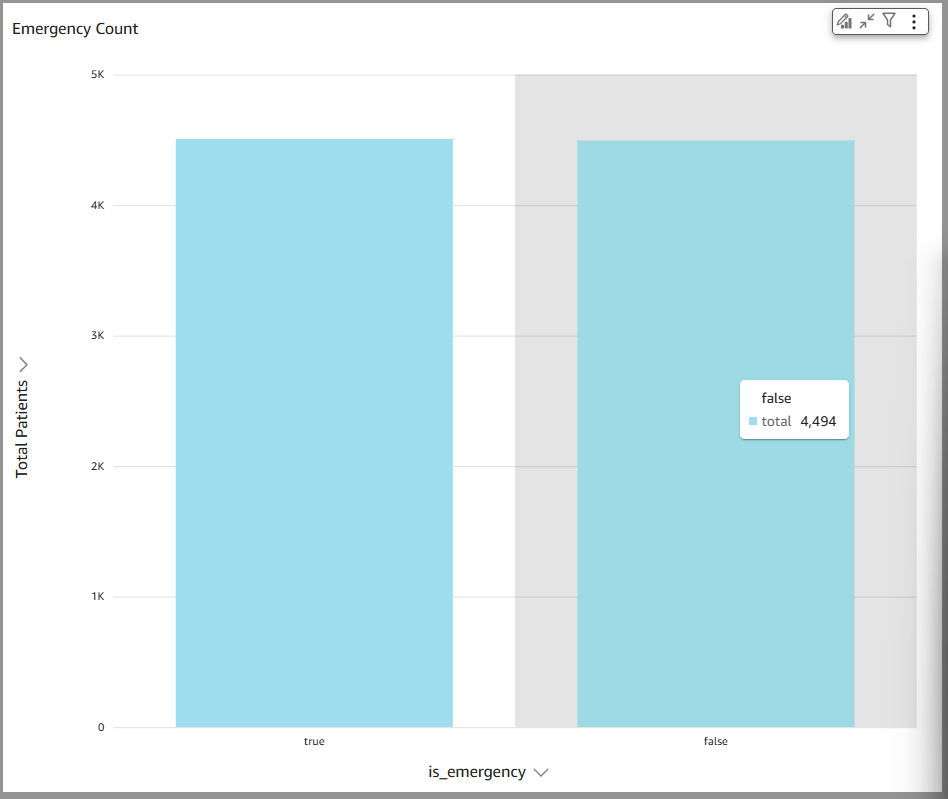 Emergency Count
5K
4K
3K
2K
1K
0
Total Patients
false
total 4,494
true
false
is_emergency